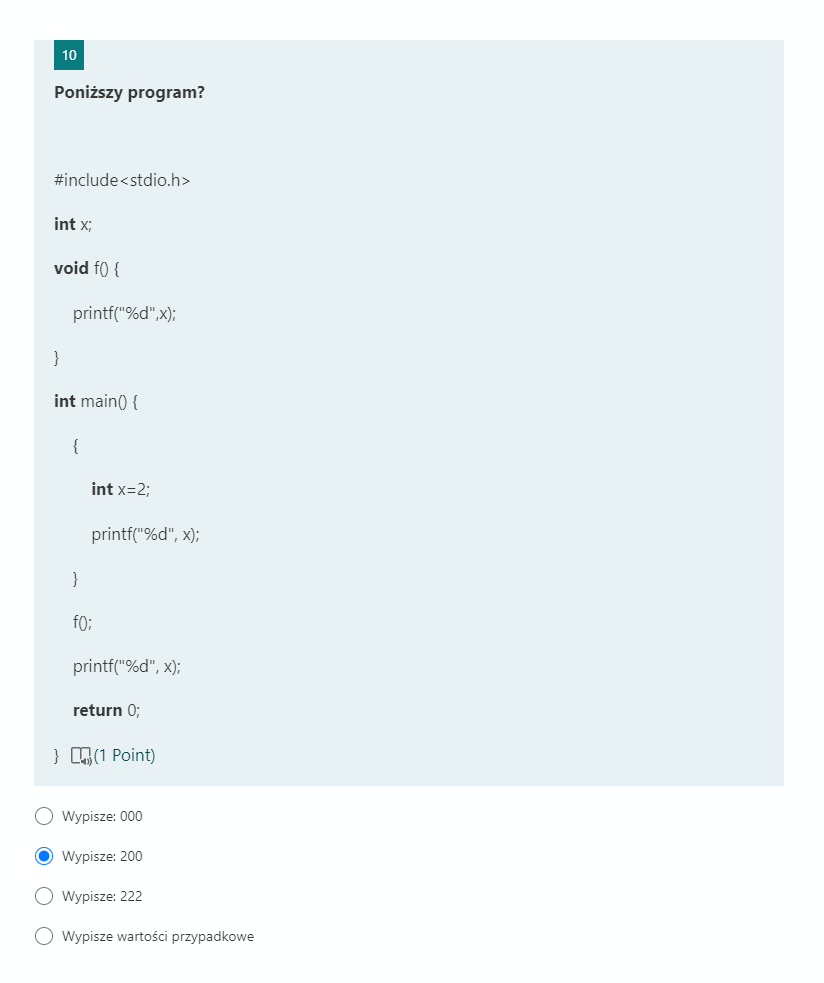 10
Poniższy program?
#include<stdio.h>
int x;
void f() {
printf("%d",x);
}
int main() {
{
int x=2;
printf("%d", x);
}
f();
printf("%d", x);
return 0;
} (1 Point)
Wypisze: 000
Wypisze: 200
Wypisze: 222
Wypisze wartości przypadkowe